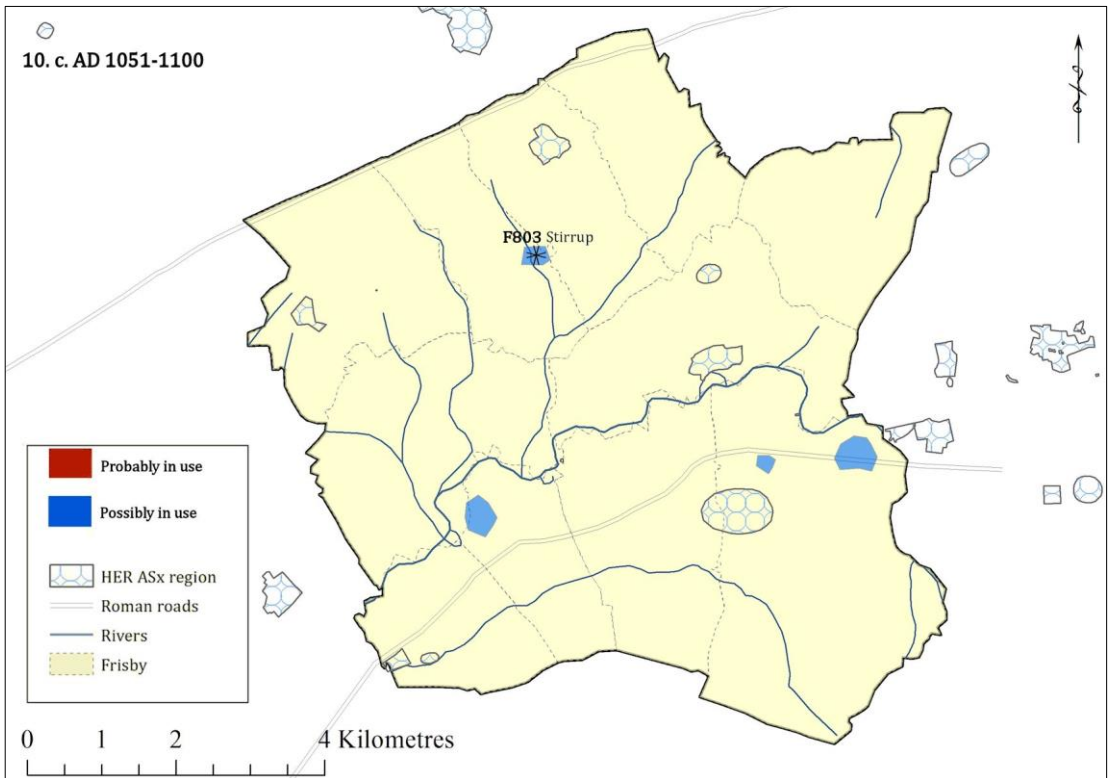 10. c. AD 1051-1100
F803 Stirrup
Probably in use
Possibly in use
HER ASx region
Roman roads
Rivers
Frisby
0 1 2 4 Kilometres